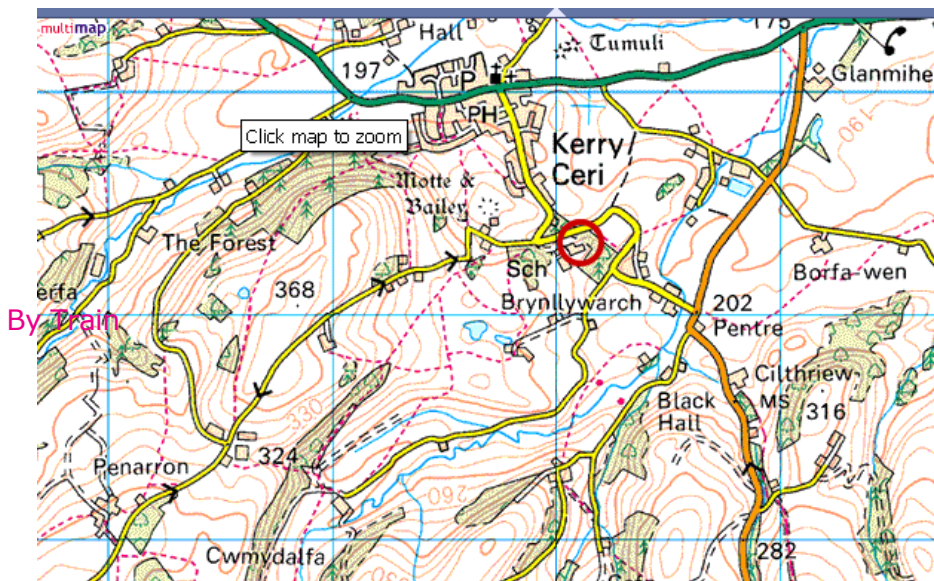 multimap
Hall
175
Tumuli
197
P
Glanmihe
Click map to zoom
PH
190
Kerry/
Ceri
Motte &
Bailey
The Forest
Sch
Borfa-wen
erfa
368
Brynllywarch
202
By Train
Pentre
330
Cilthriew
MS
316
Black
Hall
324
Penarron
260
Cwmydalfa
282